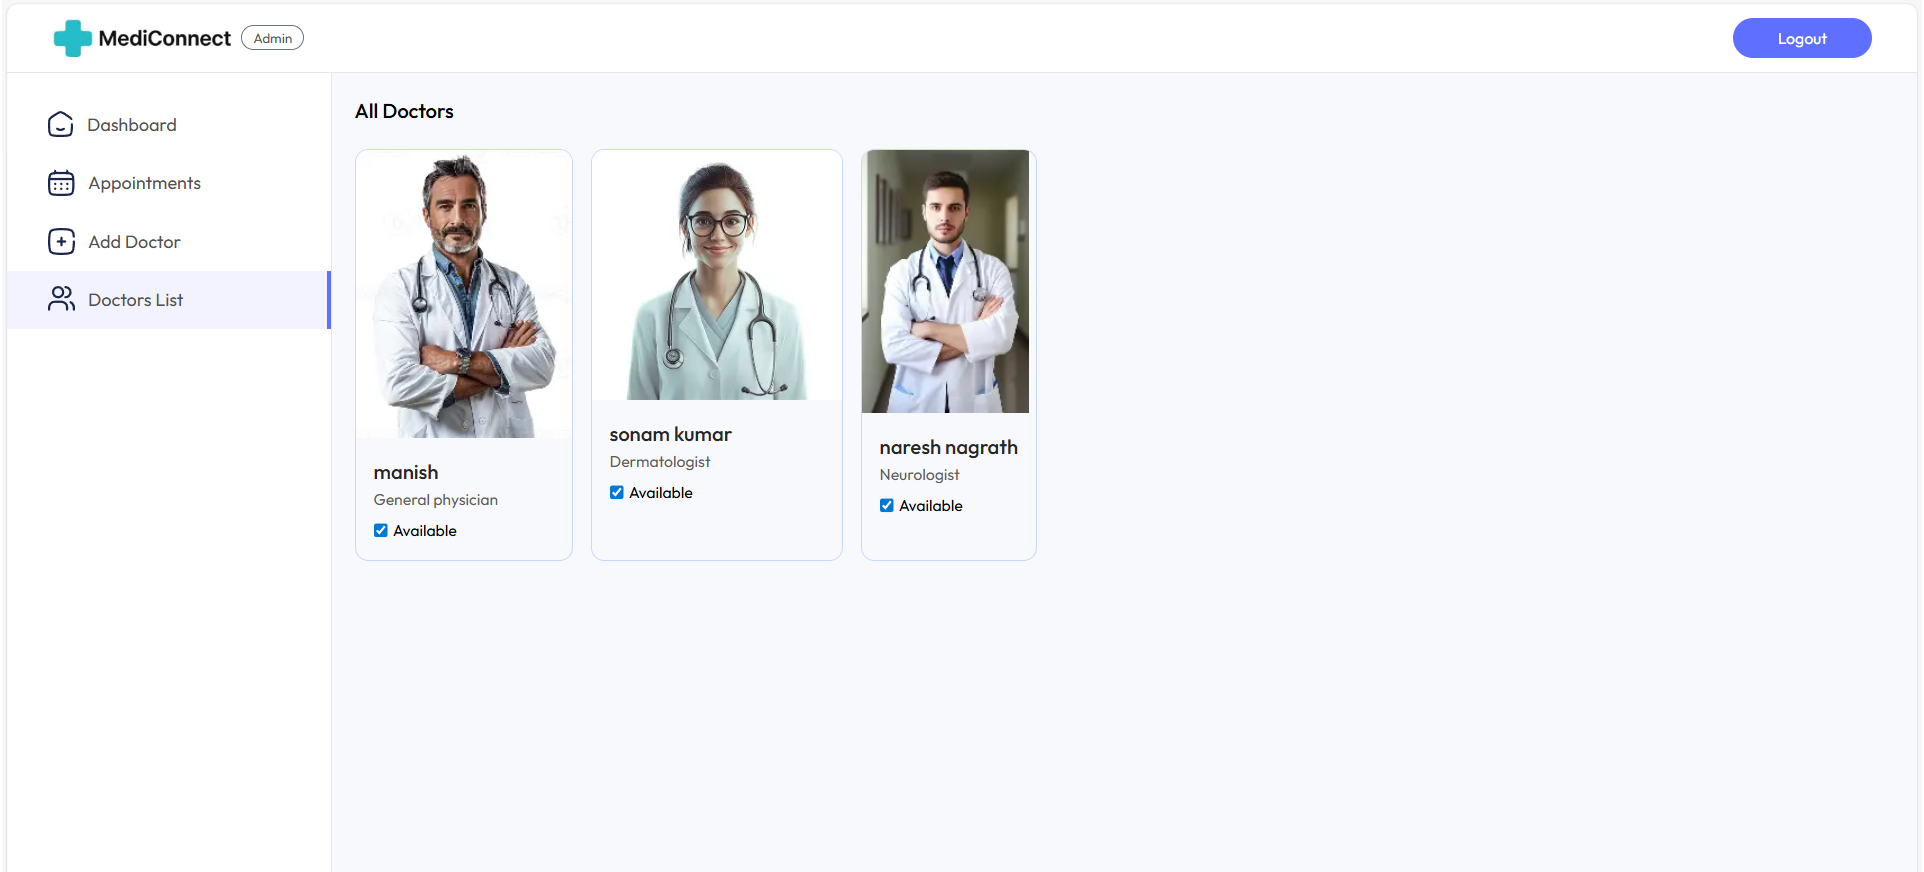 MediConnect Admin
Logout
Dashboard
Appointments
Add Doctor
Doctors List
All Doctors
manish
General physician
Available
sonam kumar
Dermatologist
Available
naresh nagrath
Neurologist
Available